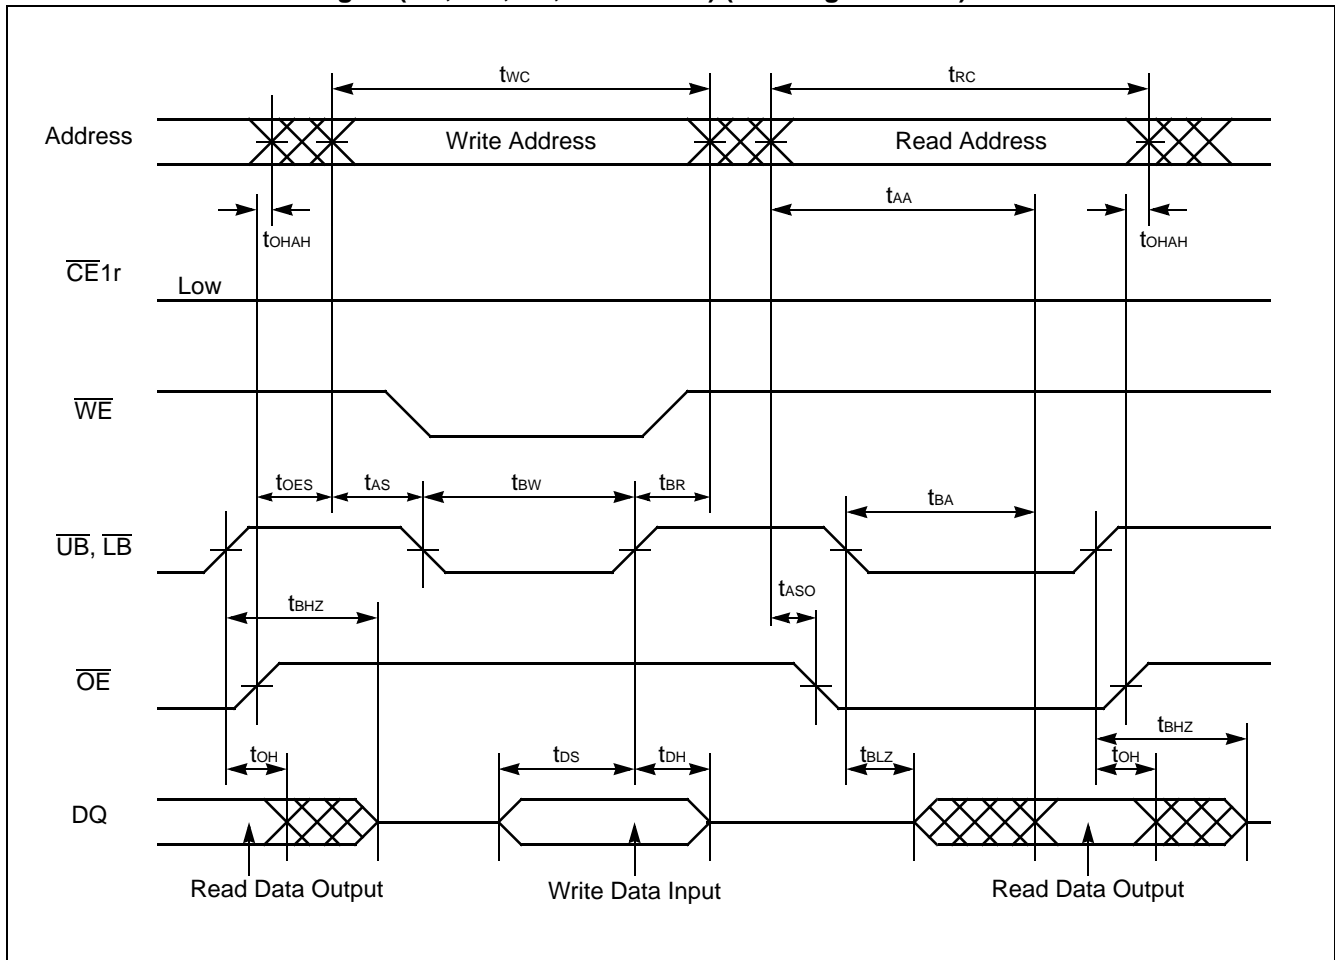 tWC
tRC
Address
Write Address
Read Address
tAA
tOHAH
tOHAH
CE1r
Low
WE
tOES
tAS
tBW
tBR
tBA
UB, LB
tASO
tBHZ
OE
tBHZ
tOH
tDS
tDH
tBLZ
tOH
DQ
Read Data Output
Write Data Input
Read Data Output